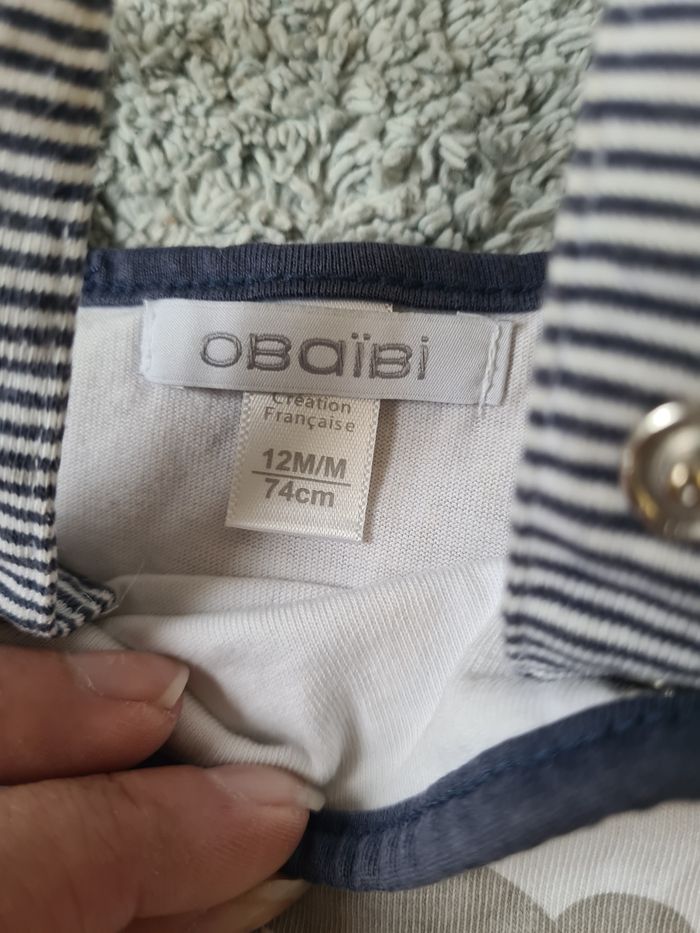 OBaïBi
Création
Française
12M/M
74cm